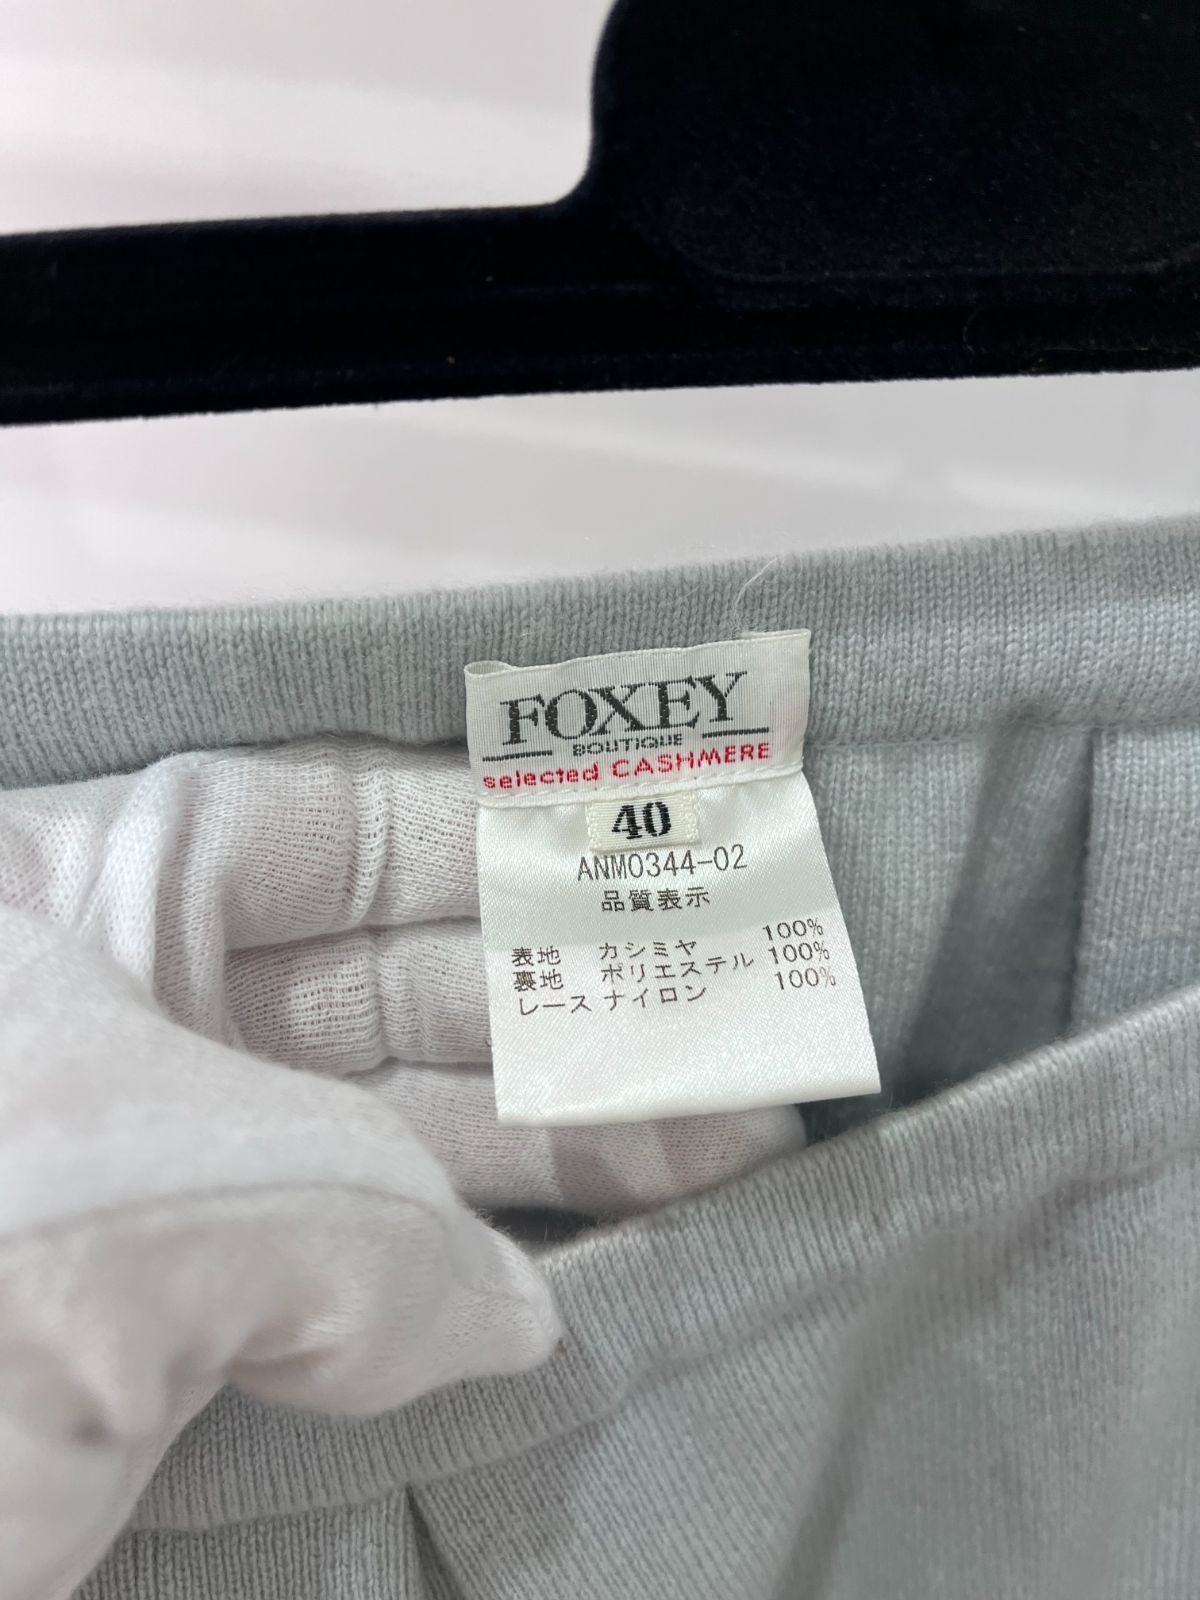 FOXEY
BOUTIQUE
selected CASHMERE
40
ANM0344-02
品質表示
表地 カシミヤ 100%
裏地 ポリエステル 100%
レース ナイロン 100%